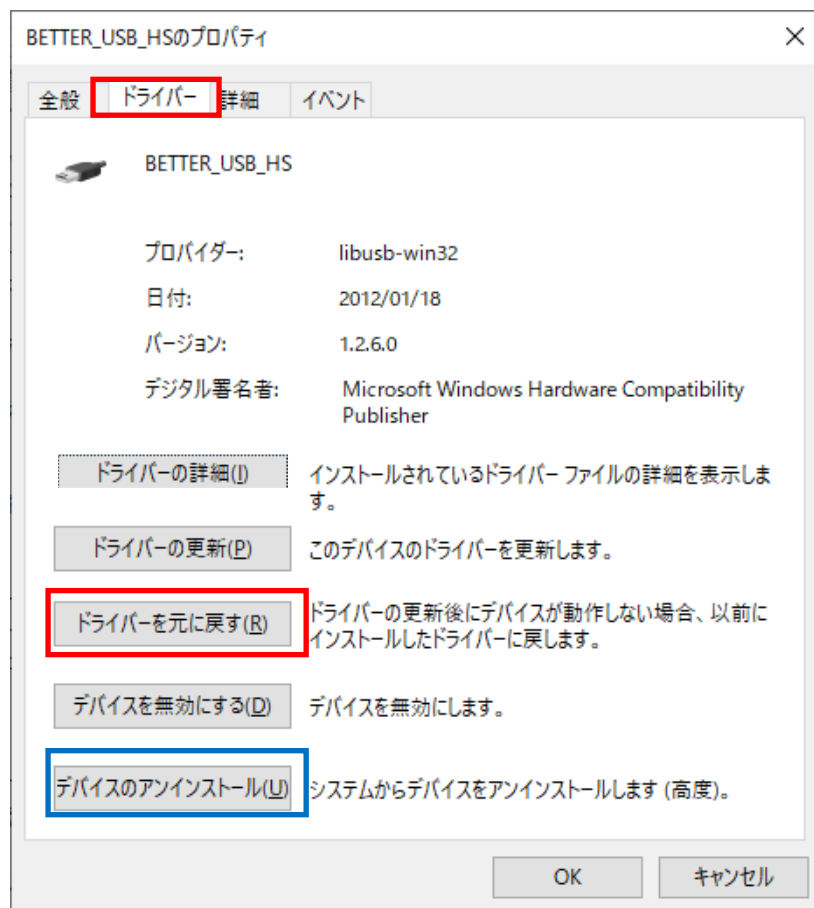 BETTER_USB_HSのプロパティ
全般 ドライバー 詳細 イベント
BETTER_USB_HS
プロバイダー: libusb-win32
日付: 2012/01/18
バージョン: 1.2.6.0
デジタル署名者: Microsoft Windows Hardware Compatibility
Publisher
ドライバーの詳細(I) インストールされているドライバー ファイルの詳細を表示しま
す。
ドライバーの更新(P) このデバイスのドライバーを更新します。
ドライバーを元に戻す(R) ドライバーの更新後にデバイスが動作しない場合、以前に
インストールしたドライバーに戻します。
デバイスを無効にする(D) デバイスを無効にします。
デバイスのアンインストール(U) システムからデバイスをアンインストールします (高度)。
OK キャンセル